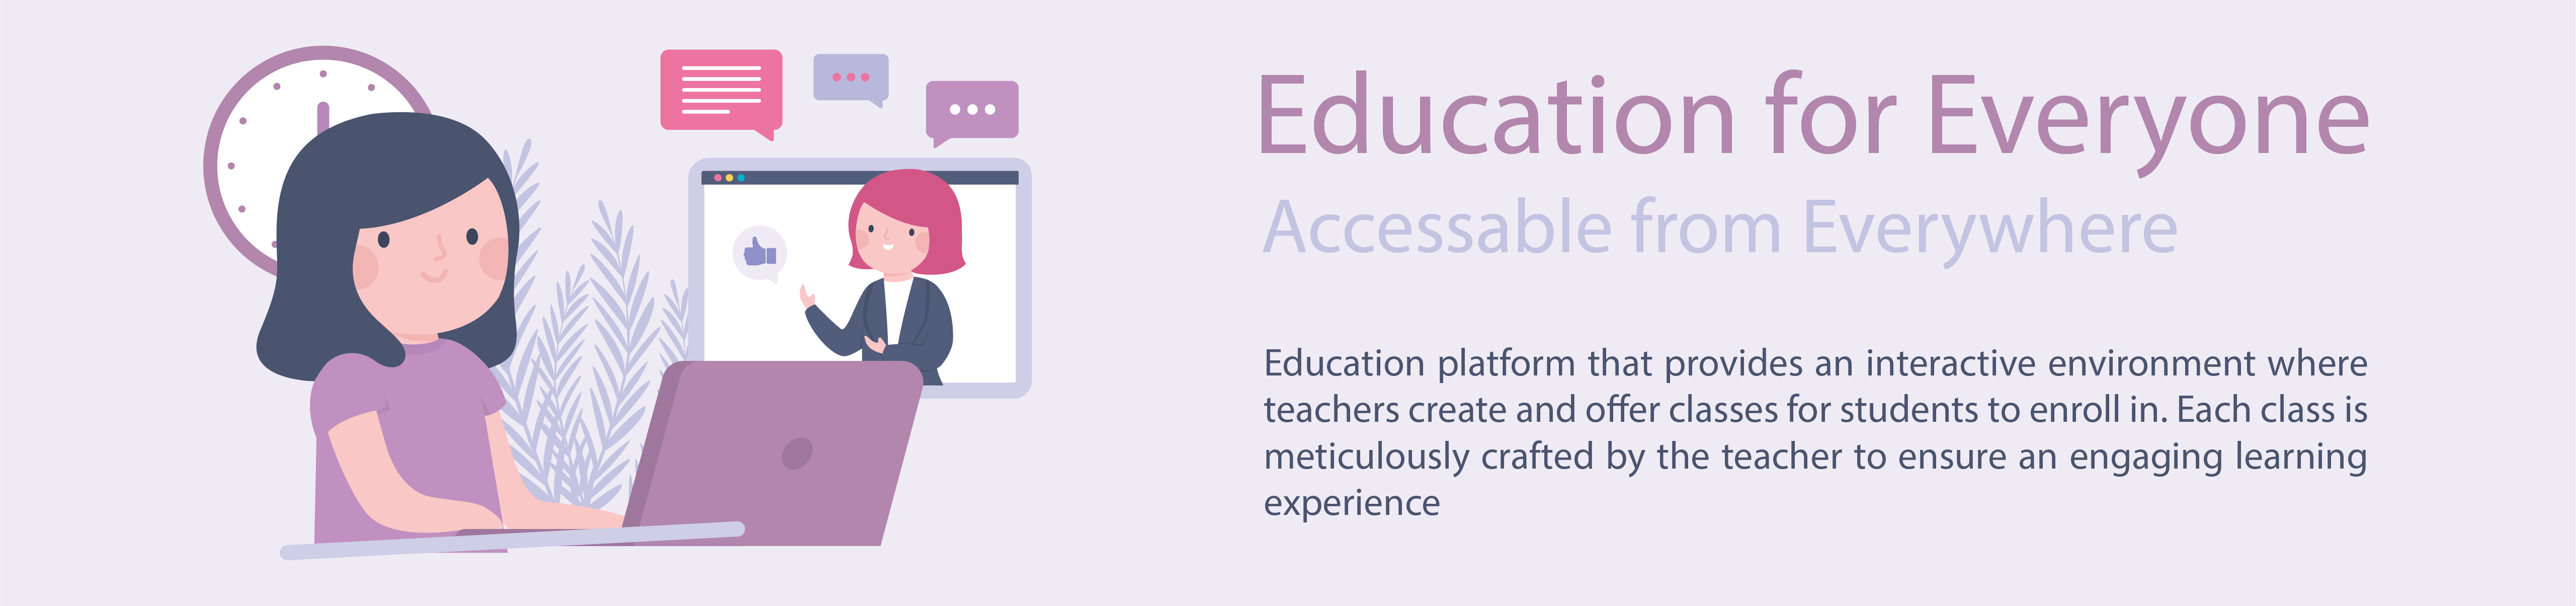 Education for Everyone
Accessable from Everywhere
Education platform that provides an interactive environment where
teachers create and offer classes for students to enroll in. Each class is
meticulously crafted by the teacher to ensure an engaging learning
experience